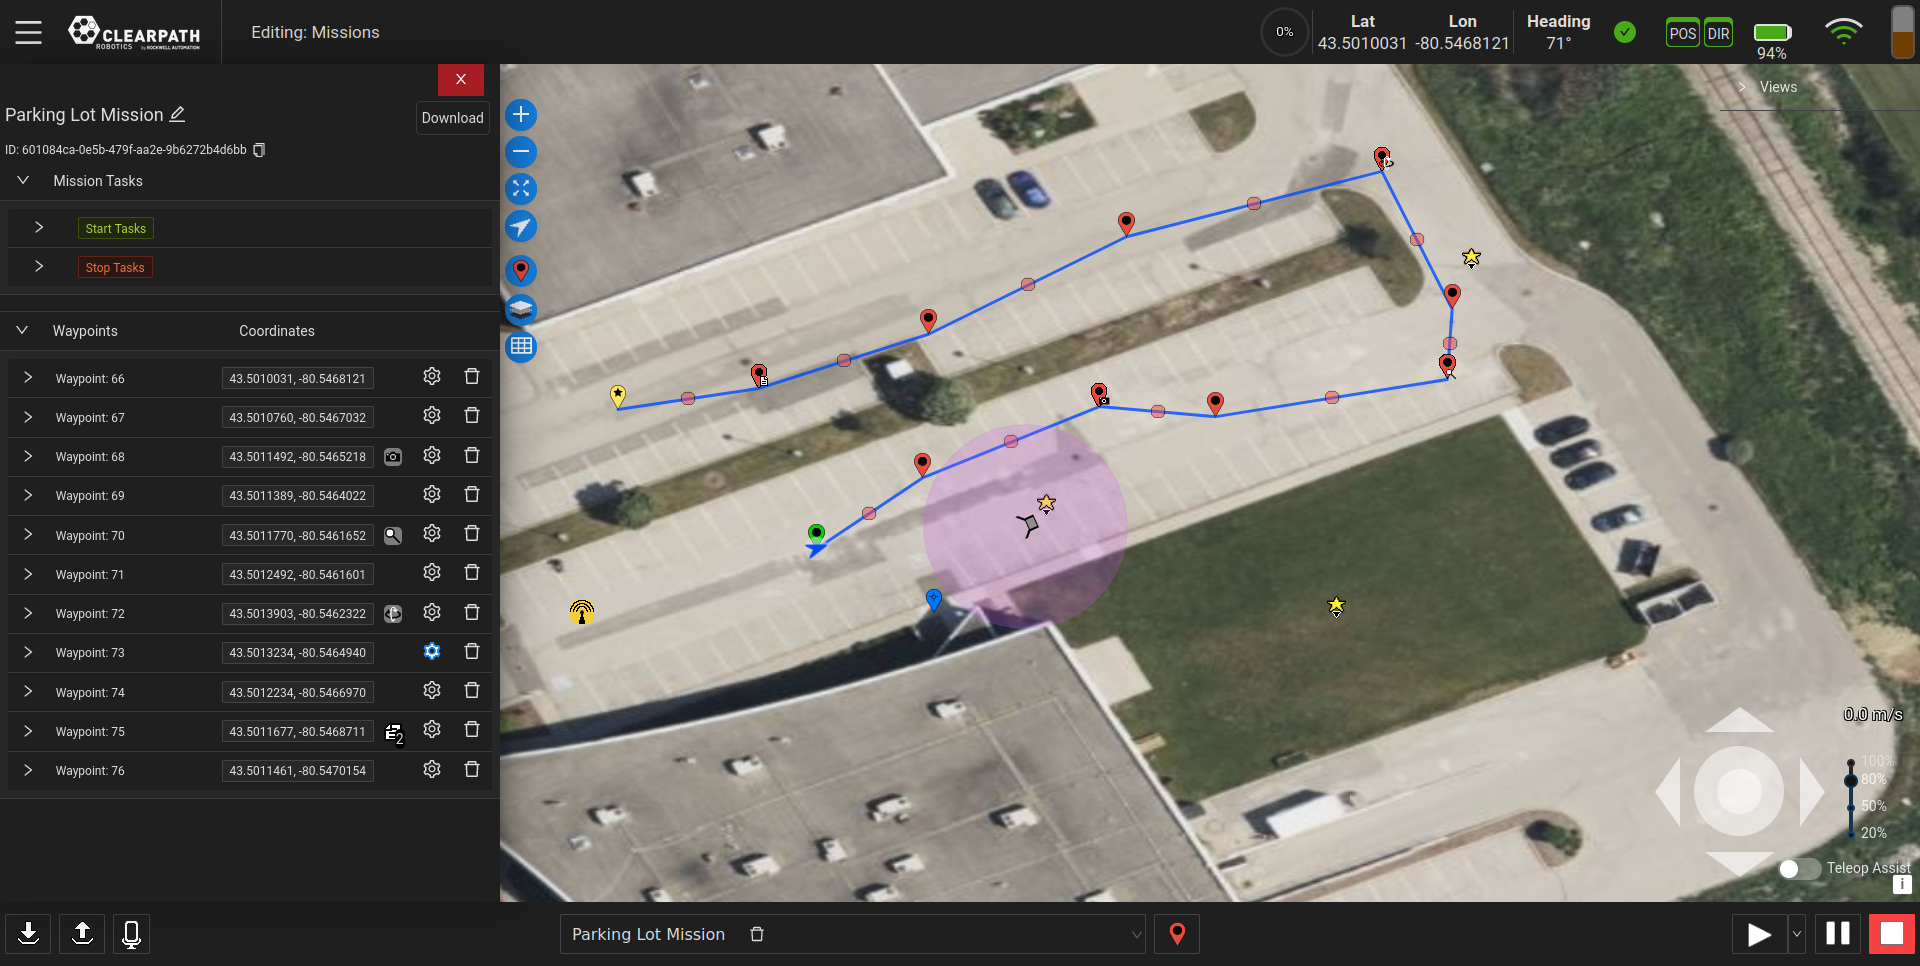 CLEARPATH
ROBOTICS by ROCKWELL AUTOMATION
Editing: Missions
0%
Lat
43.5010031
Lon
-80.5468121
Heading
71°
POS
DIR
94%
X
Parking Lot Mission
Download
ID: 601084ca-0e5b-479f-aa2e-9b6272b4d6bb
Mission Tasks
Start Tasks
Stop Tasks
Waypoints Coordinates
Waypoint: 66 43.5010031, -80.5468121
Waypoint: 67 43.5010760, -80.5467032
Waypoint: 68 43.5011492, -80.5465218
Waypoint: 69 43.5011389, -80.5464022
Waypoint: 70 43.5011770, -80.5461652
Waypoint: 71 43.5012492, -80.5461601
Waypoint: 72 43.5013903, -80.5462322
Waypoint: 73 43.5013234, -80.5464940
Waypoint: 74 43.5012234, -80.5466970
Waypoint: 75 43.5011677, -80.5468711 2
Waypoint: 76 43.5011461, -80.5470154
Views
0.0 m/s
100%
80%
50%
20%
Teleop Assist
i
Parking Lot Mission